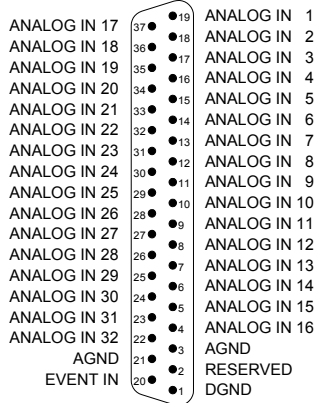 19 ANALOG IN 1
ANALOG IN 17 37
18 ANALOG IN 2
ANALOG IN 18 36
17 ANALOG IN 3
ANALOG IN 19 35
16 ANALOG IN 4
ANALOG IN 20 34
15 ANALOG IN 5
ANALOG IN 21 33
14 ANALOG IN 6
ANALOG IN 22 32
13 ANALOG IN 7
ANALOG IN 23 31
12 ANALOG IN 8
ANALOG IN 24 30
11 ANALOG IN 9
ANALOG IN 25 29
10 ANALOG IN 10
ANALOG IN 26 28
9 ANALOG IN 11
ANALOG IN 27 27
8 ANALOG IN 12
ANALOG IN 28 26
7 ANALOG IN 13
ANALOG IN 29 25
6 ANALOG IN 14
ANALOG IN 30 24
5 ANALOG IN 15
ANALOG IN 31 23
4 ANALOG IN 16
ANALOG IN 32 22
3 AGND
AGND 21
2 RESERVED
EVENT IN 20
1 DGND